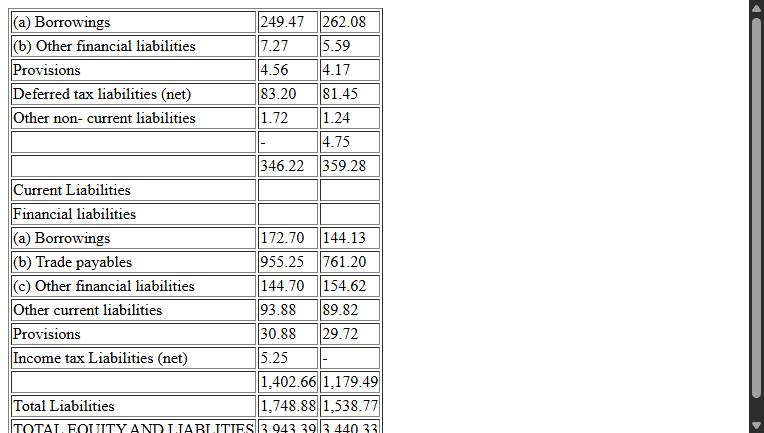 (a) Borrowings 249.47 262.08
(b) Other financial liabilities 7.27 5.59
Provisions 4.56 4.17
Deferred tax liabilities (net) 83.20 81.45
Other non- current liabilities 1.72 1.24
- 4.75
346.22 359.28
Current Liabilities
Financial liabilities
(a) Borrowings 172.70 144.13
(b) Trade payables 955.25 761.20
(c) Other financial liabilities 144.70 154.62
Other current liabilities 93.88 89.82
Provisions 30.88 29.72
Income tax Liabilities (net) 5.25 -
1,402.66 1,179.49
Total Liabilities 1,748.88 1,538.77
TOTAL EQUITY AND LIABLITIES 3,943.39 3,440.33